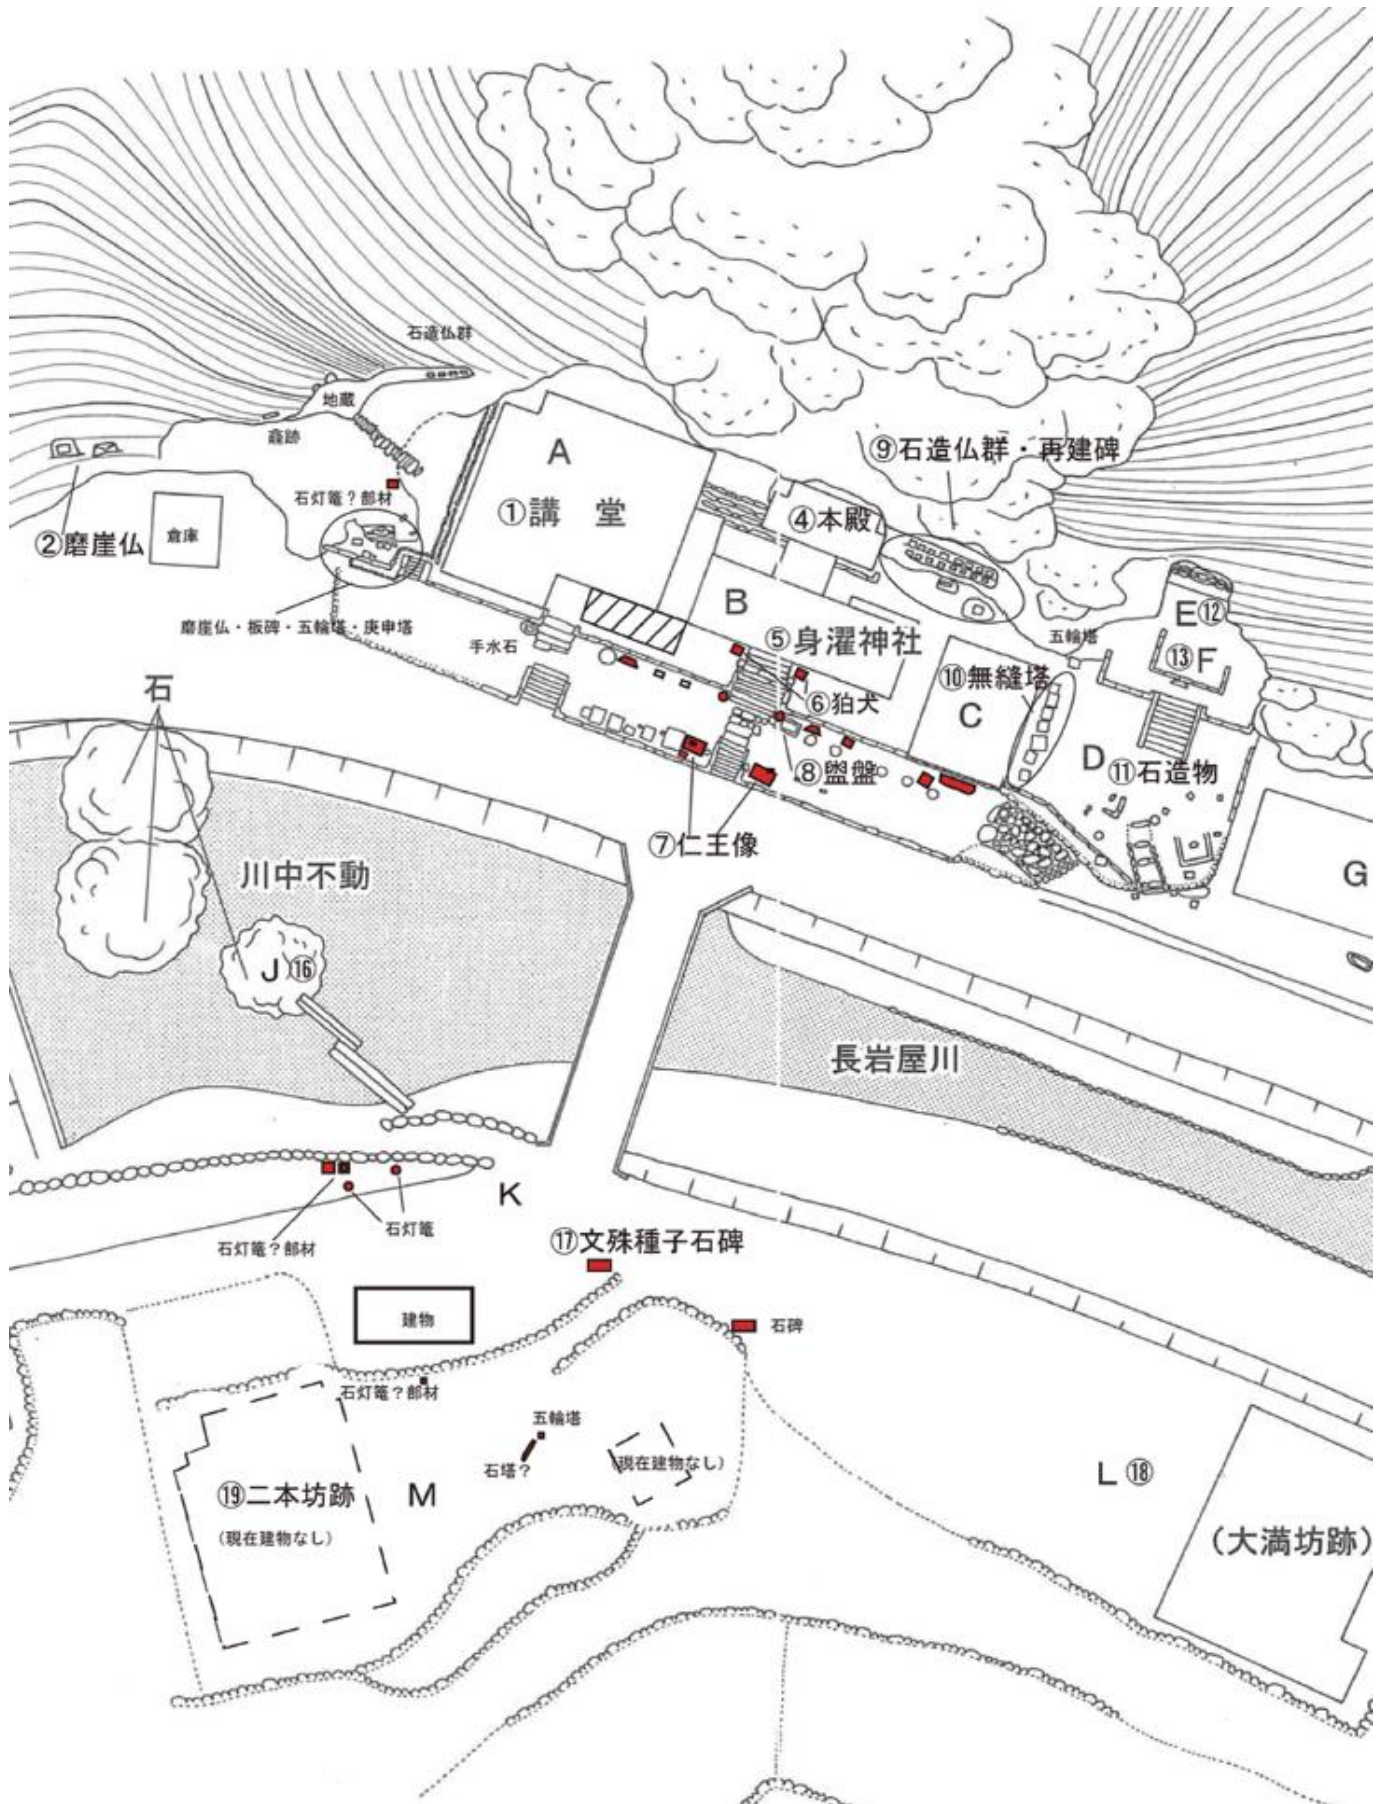 石造仏群
地蔵
龕跡
A
⑨石造仏群・再建碑
石灯篭?部材
①講 堂
④本殿
②磨崖仏
倉庫
B
E⑫
磨崖仏・板碑・五輪塔・庚申塔
手水石
⑤身濯神社
五輪塔
⑬F
石
⑩無縫塔
⑥狛犬
C
D
⑪石造物
⑧盥盤
⑦仁王像
川中不動
G
J⑯
長岩屋川
K
石灯篭
石灯篭?部材
⑰文殊種子石碑
建物
石碑
石灯篭?部材
五輪塔
石塔?
(現在建物なし)
L⑱
⑲二本坊跡
M
(現在建物なし)
(大満坊跡)